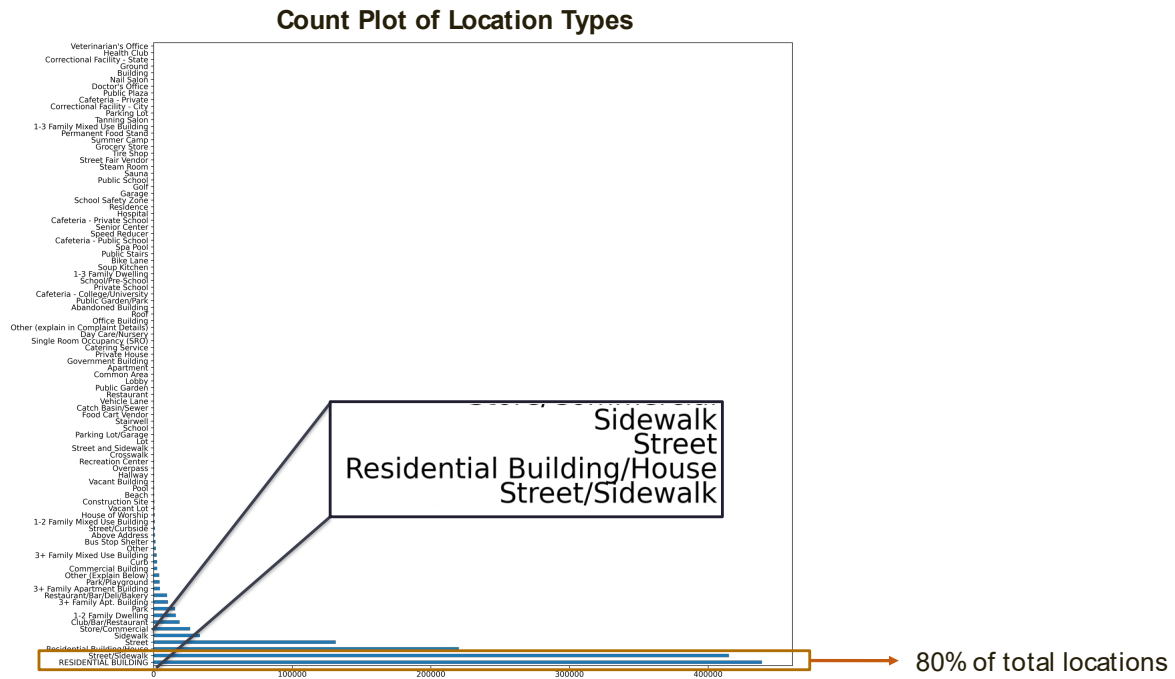 Count Plot of Location Types
Veterinarian's Office
Health Club
Correctional Facility - State
Ground
Building
Nail Salon
Doctor's Office
Public Plaza
Cafeteria - Private
Correctional Facility - City
Parking Lot
Tanning Salon
1-3 Family Mixed Use Building
Permanent Food Stand
Summer Camp
Grocery Store
Tire Shop
Street Fair Vendor
Steam Room
Sauna
Public School
Golf
Garage
School Safety Zone
Residence
Hospital
Cafeteria - Private School
Senior Center
Speed Reducer
Cafeteria - Public School
Spa Pool
Public Stairs
Bike Lane
Soup Kitchen
1-3 Family Dwelling
School/Pre-School
Private School
Cafeteria - College/University
Public Garden/Park
Abandoned Building
Roof
Office Building
Other (explain in Complaint Details)
Day Care/Nursery
Single Room Occupancy (SRO)
Catering Service
Private House
Government Building
Apartment
Common Area
Lobby
Public Garden
Restaurant
Vehicle Lane
Catch Basin/Sewer
Food Cart Vendor
Stairwell
School
Parking Lot/Garage
Lot
Street and Sidewalk
Crosswalk
Recreation Center
Overpass
Hallway
Vacant Building
Pool
Beach
Construction Site
Vacant Lot
House of Worship
1-2 Family Mixed Use Building
Street/Curbside
Above Address
Bus Stop Shelter
Other
3+ Family Mixed Use Building
Curb
Commercial Building
Other (Explain Below)
Park/Playground
3+ Family Apartment Building
Restaurant/Bar/Deli/Bakery
3+ Family Apt. Building
Park
1-2 Family Dwelling
Club/Bar/Restaurant
Store/Commercial
Sidewalk
Street
Residential Building/House
Street/Sidewalk
RESIDENTIAL BUILDING
0 100000 200000 300000 400000
Sidewalk
Street
Residential Building/House
Street/Sidewalk
80% of total locations